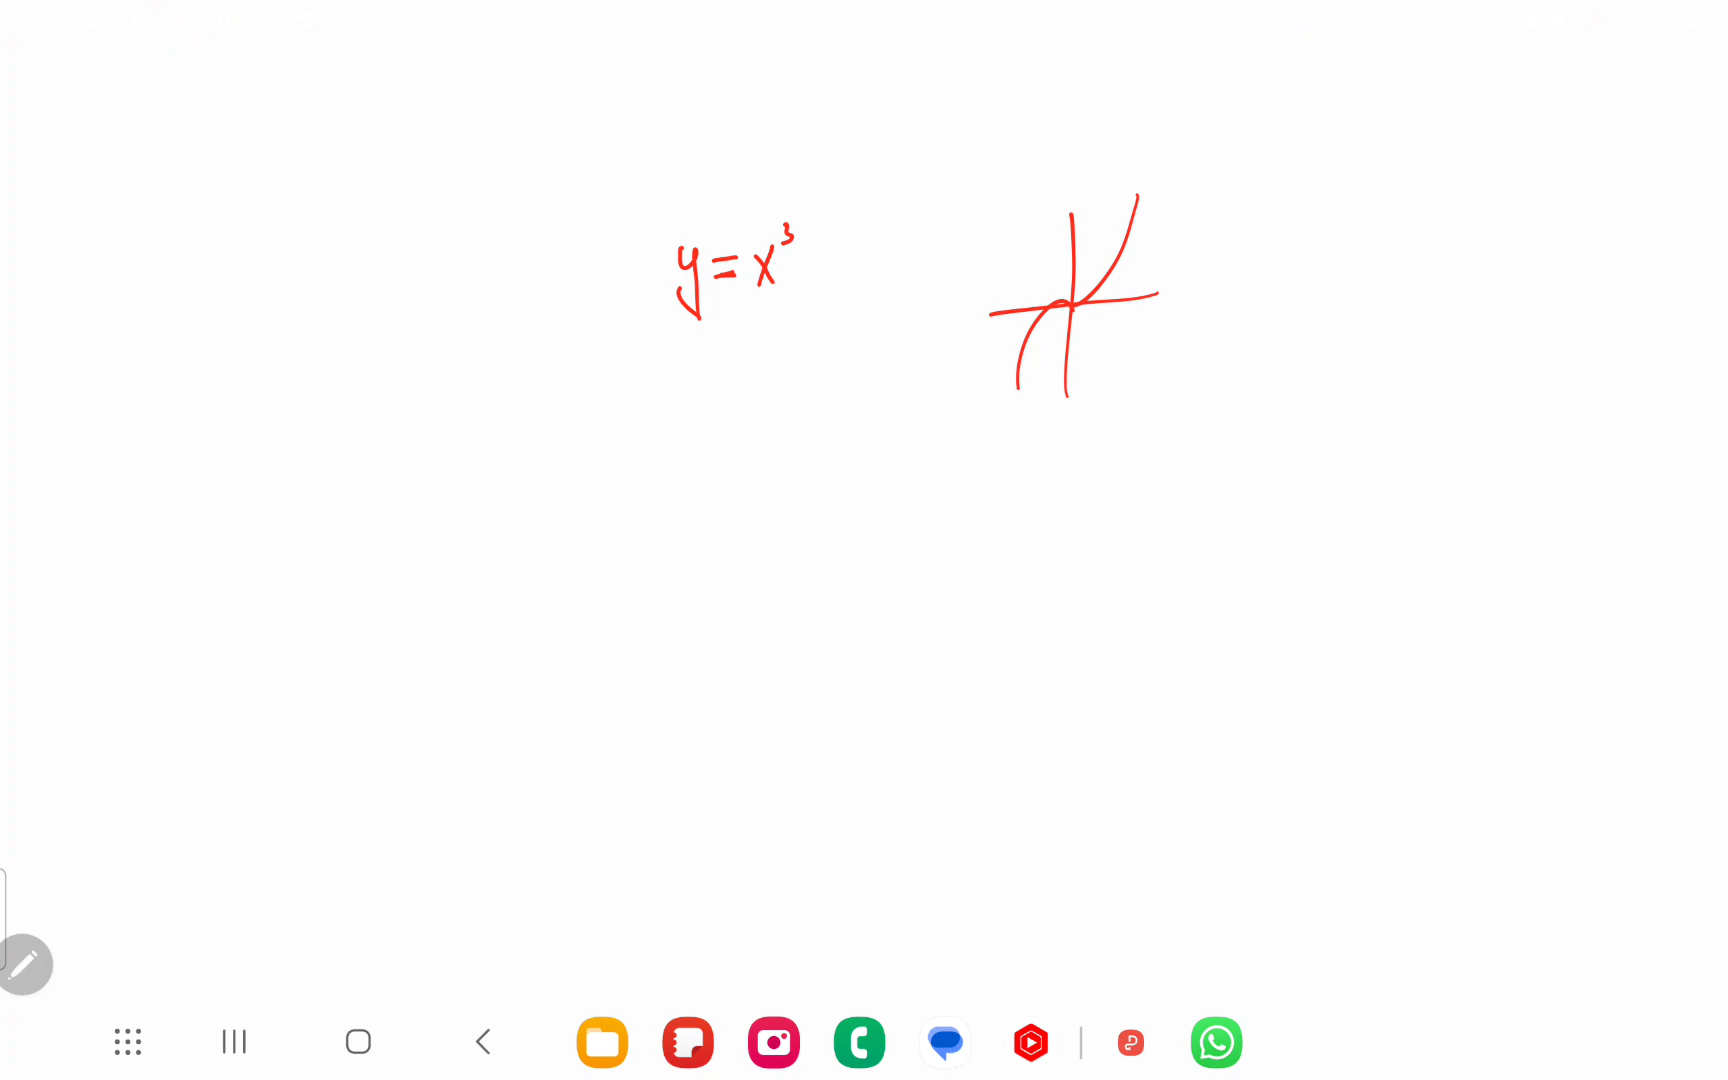 y = x³